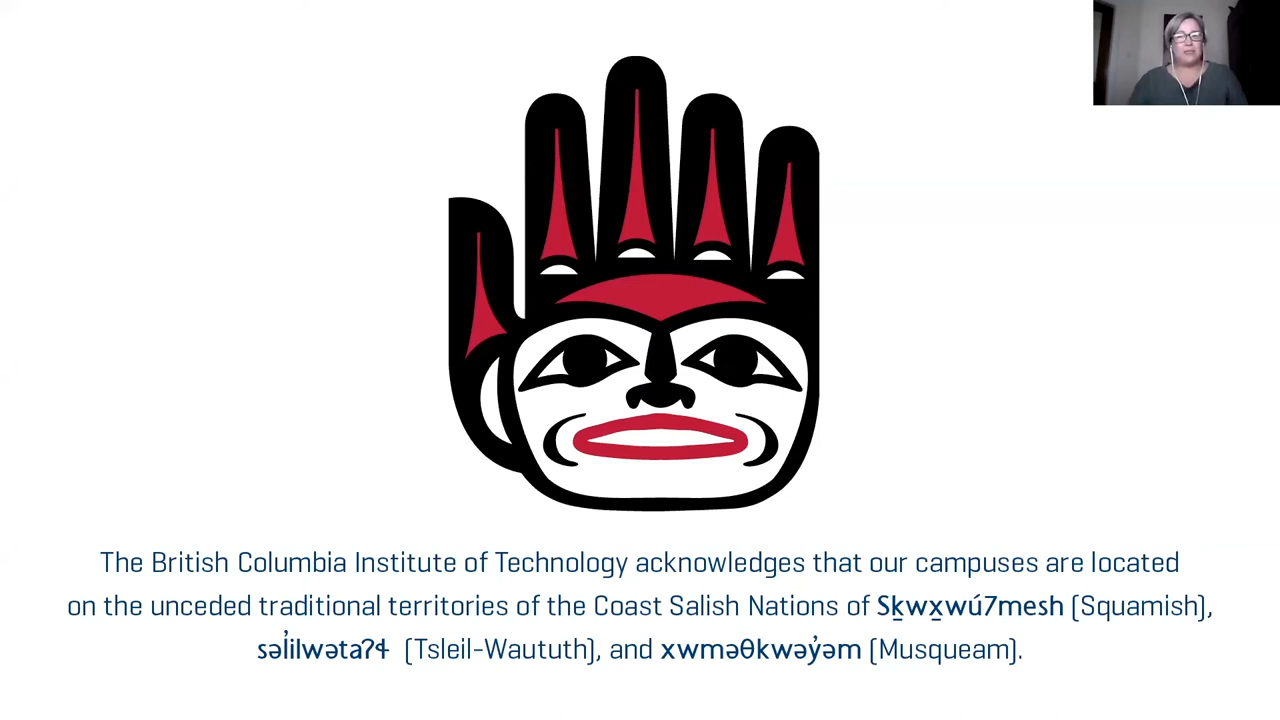 The British Columbia Institute of Technology acknowledges that our campuses are located
on the unceded traditional territories of the Coast Salish Nations of Sḵwx̱wú7mesh (Squamish),
səl̓ilwətaʔɬ (Tsleil-Waututh), and xwməθkwəy̓əm (Musqueam).